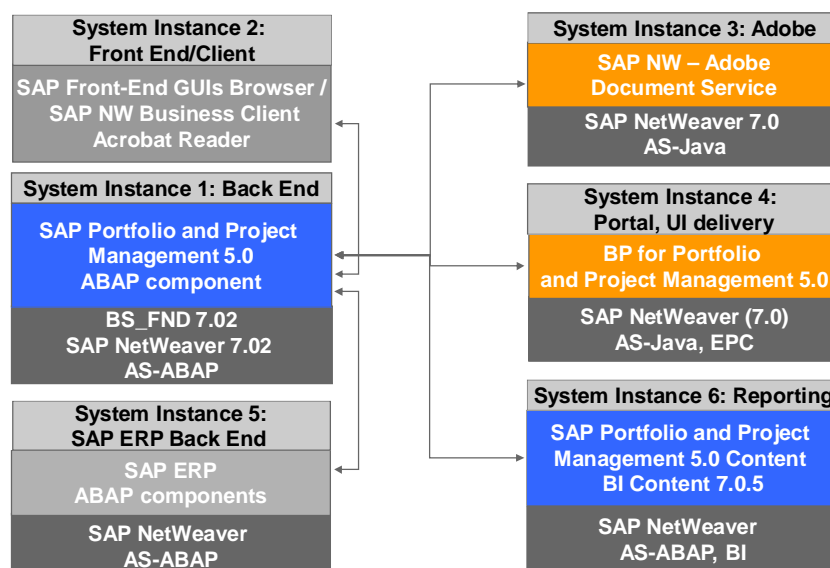 System Instance 2:
Front End/Client
SAP Front-End GUIs Browser /
SAP NW Business Client
Acrobat Reader
System Instance 1: Back End
SAP Portfolio and Project
Management 5.0
ABAP component
BS_FND 7.02
SAP NetWeaver 7.02
AS-ABAP
System Instance 5:
SAP ERP Back End
SAP ERP
ABAP components
SAP NetWeaver
AS-ABAP
System Instance 3: Adobe
SAP NW – Adobe
Document Service
SAP NetWeaver 7.0
AS-Java
System Instance 4:
Portal, UI delivery
BP for Portfolio
and Project Management 5.0
SAP NetWeaver (7.0)
AS-Java, EPC
System Instance 6: Reporting
SAP Portfolio and Project
Management 5.0 Content
BI Content 7.0.5
SAP NetWeaver
AS-ABAP, BI